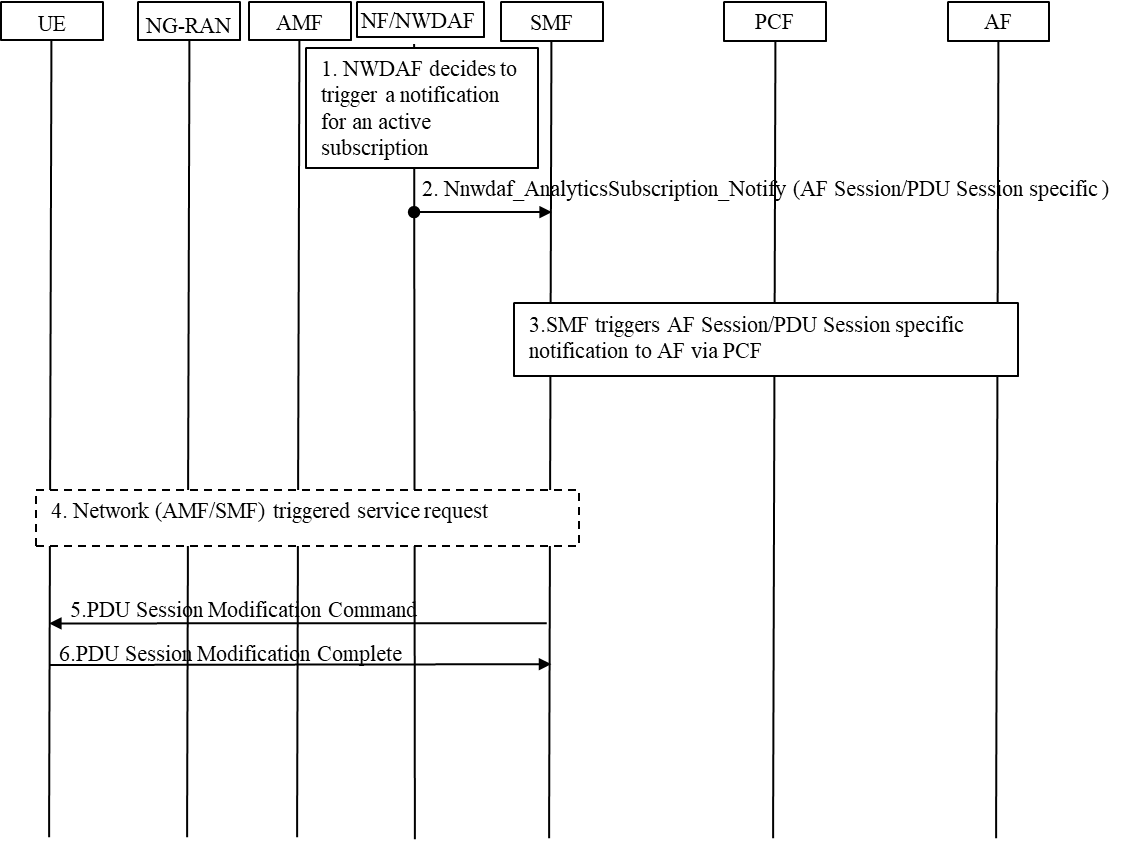 UE
NG-RAN
AMF
NF/NWDAF
SMF
PCF
AF
1. NWDAF decides to
trigger a notification
for an active
subscription
2. Nnwdaf_AnalyticsSubscription_Notify (AF Session/PDU Session specific )
3.SMF triggers AF Session/PDU Session specific
notification to AF via PCF
4. Network (AMF/SMF) triggered service request
5.PDU Session Modification Command
6.PDU Session Modification Complete